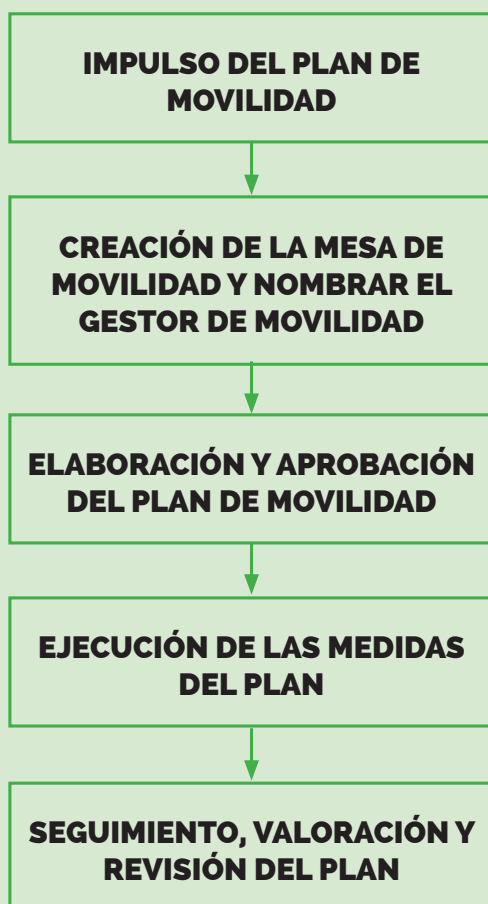 IMPULSO DEL PLAN DE
MOVILIDAD
CREACIÓN DE LA MESA DE
MOVILIDAD Y NOMBRAR EL
GESTOR DE MOVILIDAD
ELABORACIÓN Y APROBACIÓN
DEL PLAN DE MOVILIDAD
EJECUCIÓN DE LAS MEDIDAS
DEL PLAN
SEGUIMIENTO, VALORACIÓN Y
REVISIÓN DEL PLAN